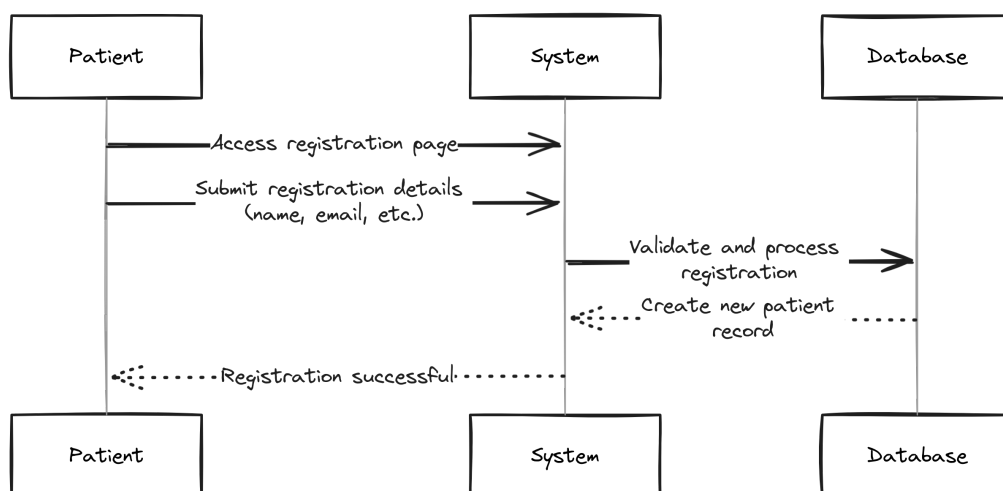 Patient
System
Database
Access registration page
Submit registration details
(name, email, etc.)
Validate and process
registration
Create new patient
record
Registration successful
Patient
System
Database